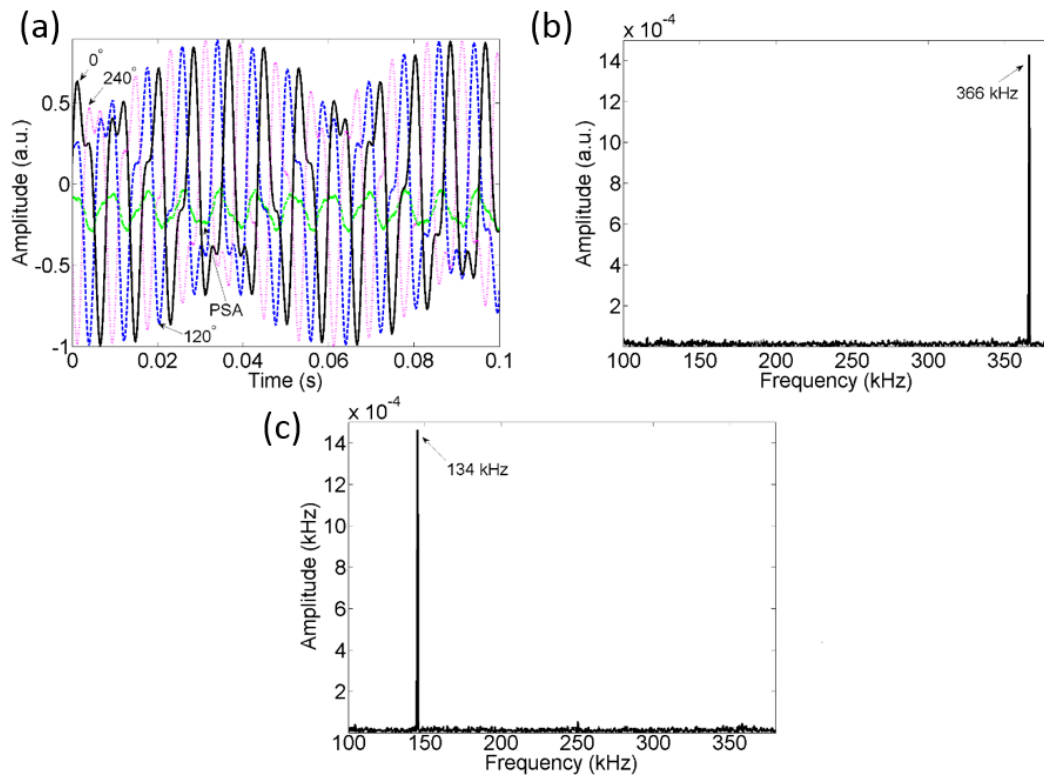 (a)
0°
240°
0.5
0
-0.5
-1
Amplitude (a.u.)
PSA
120°
0 0.02 0.04 0.06 0.08 0.1
Time (s)
(b)
x 10-4
14
12
10
8
6
4
2
Amplitude (a.u.)
366 kHz
100 150 200 250 300 350
Frequency (kHz)
(c)
x 10-4
14
12
10
8
6
4
2
Amplitude (kHz)
134 kHz
100 150 200 250 300 350
Frequency (kHz)